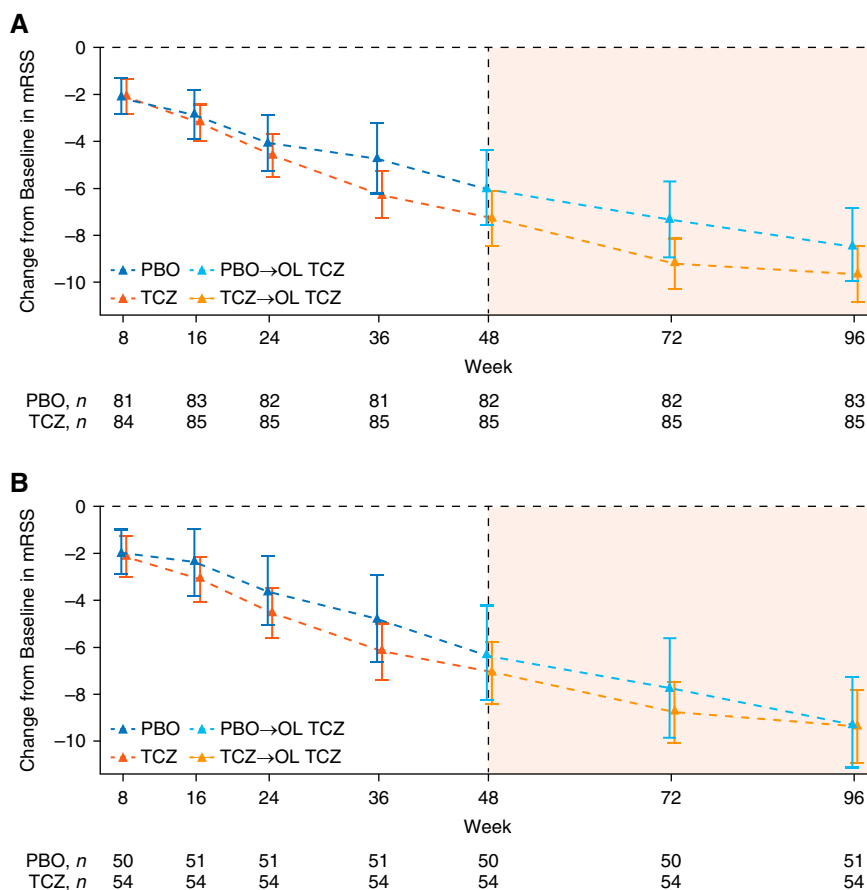 A
Change from Baseline in mRSS
0
–2
–4
–6
–8
–10
PBO PBO→OL TCZ
TCZ TCZ→OL TCZ
8 16 24 36 48 72 96
Week
PBO, n 81 83 82 81 82 82 83
TCZ, n 84 85 85 85 85 85 85
B
Change from Baseline in mRSS
0
–2
–4
–6
–8
–10
PBO PBO→OL TCZ
TCZ TCZ→OL TCZ
8 16 24 36 48 72 96
Week
PBO, n 50 51 51 51 50 50 51
TCZ, n 54 54 54 54 54 54 54